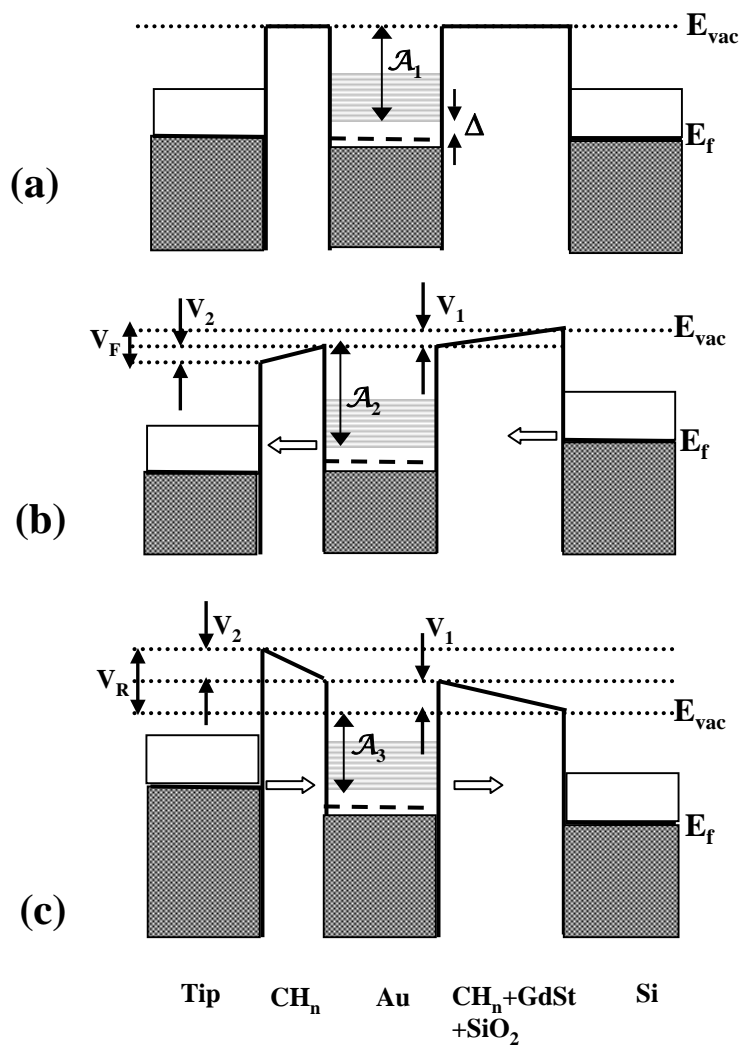 E_vac
𝒜_1
Δ
E_f
(a)
V_2
V_1
V_F
E_vac
𝒜_2
E_f
(b)
V_2
V_1
V_R
E_vac
𝒜_3
E_f
(c)
Tip CH_n Au CH_n+GdSt Si
+SiO_2